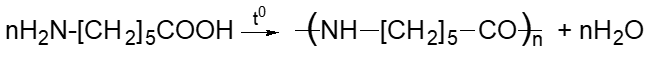 nH₂N-[CH₂]₅COOH t⁰ → —(NH—[CH₂]₅—CO)ₙ— + nH₂O